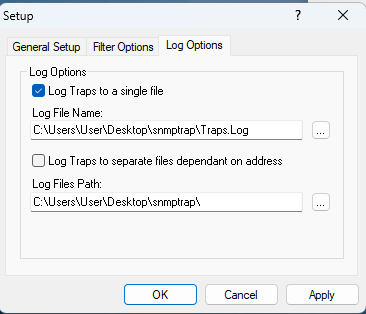 Setup
?
General Setup
Filter Options
Log Options
Log Options
Log Traps to a single file
Log File Name:
C:\Users\User\Desktop\snmptrap\Traps.Log
...
Log Traps to separate files dependant on address
Log Files Path:
C:\Users\User\Desktop\snmptrap\
...
OK
Cancel
Apply